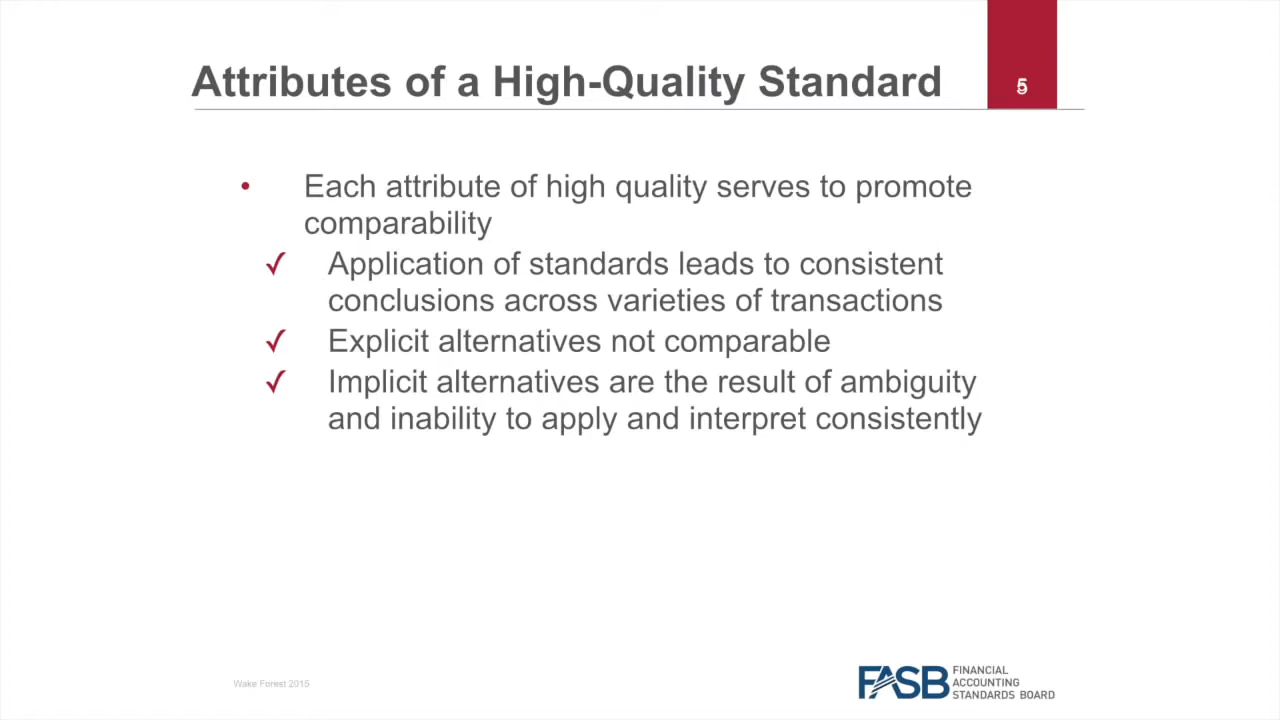 Attributes of a High-Quality Standard
5
• Each attribute of high quality serves to promote
comparability
✓ Application of standards leads to consistent
conclusions across varieties of transactions
✓ Explicit alternatives not comparable
✓ Implicit alternatives are the result of ambiguity
and inability to apply and interpret consistently
Wake Forest 2015
FASB
FINANCIAL
ACCOUNTING
STANDARDS BOARD